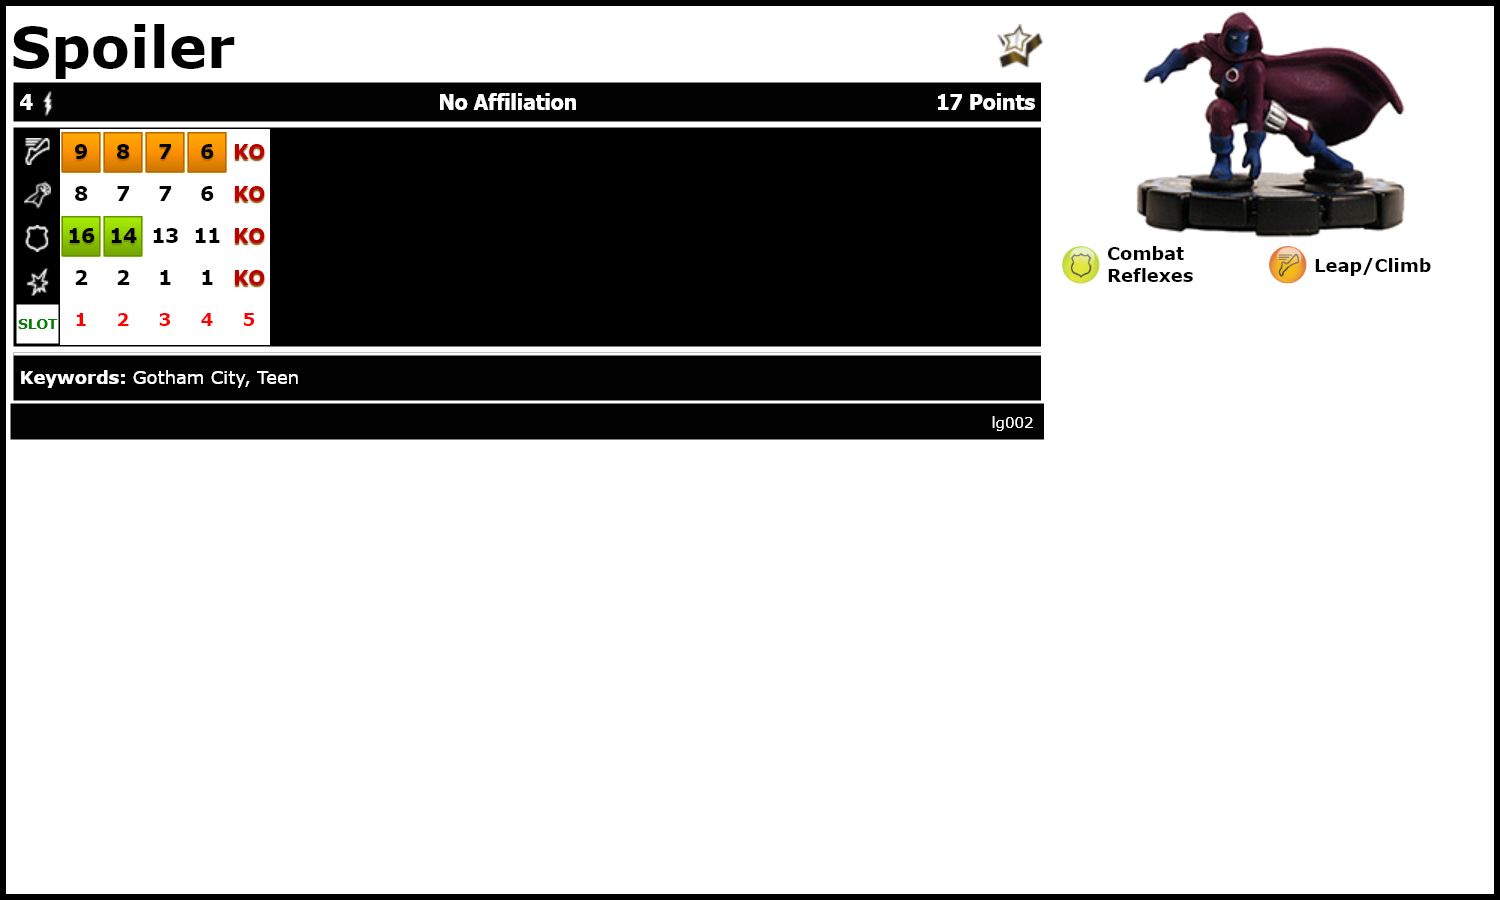 Spoiler
4 No Affiliation 17 Points
9 8 7 6 KO
8 7 7 6 KO
16 14 13 11 KO
2 2 1 1 KO
SLOT 1 2 3 4 5
Keywords: Gotham City, Teen
lg002
Combat
Reflexes
Leap/Climb